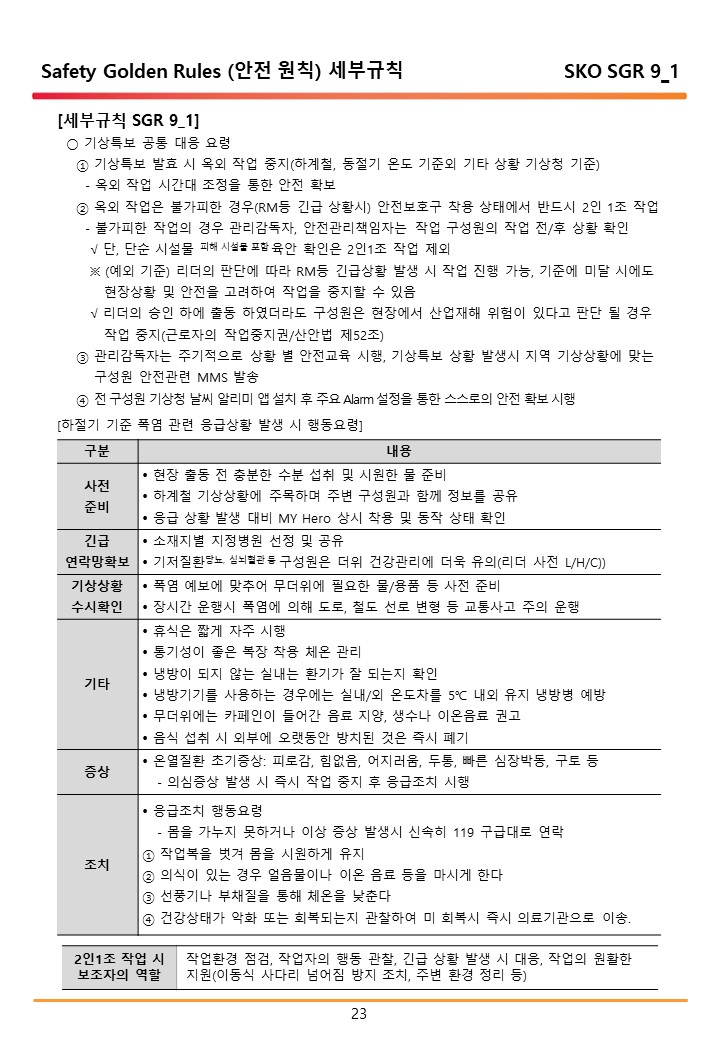 Safety Golden Rules (안전 원칙) 세부규칙
SKO SGR 9_1
[세부규칙 SGR 9_1]
○ 기상특보 공통 대응 요령
① 기상특보 발효 시 옥외 작업 중지(하계철, 동절기 온도 기준외 기타 상황 기상청 기준)
- 옥외 작업 시간대 조정을 통한 안전 확보
② 옥외 작업은 불가피한 경우(RM등 긴급 상황시) 안전보호구 착용 상태에서 반드시 2인 1조 작업
- 불가피한 작업의 경우 관리감독자, 안전관리책임자는 작업 구성원의 작업 전/후 상황 확인
√ 단, 단순 시설물 피해 시설물 포함 육안 확인은 2인1조 작업 제외
※ (예외 기준) 리더의 판단에 따라 RM등 긴급상황 발생 시 작업 진행 가능, 기준에 미달 시에도
현장상황 및 안전을 고려하여 작업을 중지할 수 있음
√ 리더의 승인 하에 출동 하였더라도 구성원은 현장에서 산업재해 위험이 있다고 판단 될 경우
작업 중지(근로자의 작업중지권/산안법 제52조)
③ 관리감독자는 주기적으로 상황 별 안전교육 시행, 기상특보 상황 발생시 지역 기상상황에 맞는
구성원 안전관련 MMS 발송
④ 전 구성원 기상청 날씨 알리미 앱 설치 후 주요 Alarm 설정을 통한 스스로의 안전 확보 시행
[하절기 기준 폭염 관련 응급상황 발생 시 행동요령]
구분 내용
사전
준비
• 현장 출동 전 충분한 수분 섭취 및 시원한 물 준비
• 하계철 기상상황에 주목하며 주변 구성원과 함께 정보를 공유
• 응급 상황 발생 대비 MY Hero 상시 착용 및 동작 상태 확인
긴급
연락망확보
• 소재지별 지정병원 선정 및 공유
• 기저질환당뇨, 심뇌혈관 등 구성원은 더위 건강관리에 더욱 유의(리더 사전 L/H/C))
기상상황
수시확인
• 폭염 예보에 맞추어 무더위에 필요한 물/용품 등 사전 준비
• 장시간 운행시 폭염에 의해 도로, 철도 선로 변형 등 교통사고 주의 운행
기타
• 휴식은 짧게 자주 시행
• 통기성이 좋은 복장 착용 체온 관리
• 냉방이 되지 않는 실내는 환기가 잘 되는지 확인
• 냉방기기를 사용하는 경우에는 실내/외 온도차를 5℃ 내외 유지 냉방병 예방
• 무더위에는 카페인이 들어간 음료 지양, 생수나 이온음료 권고
• 음식 섭취 시 외부에 오랫동안 방치된 것은 즉시 폐기
증상
• 온열질환 초기증상: 피로감, 힘없음, 어지러움, 두통, 빠른 심장박동, 구토 등
- 의심증상 발생 시 즉시 작업 중지 후 응급조치 시행
조치
• 응급조치 행동요령
- 몸을 가누지 못하거나 이상 증상 발생시 신속히 119 구급대로 연락
① 작업복을 벗겨 몸을 시원하게 유지
② 의식이 있는 경우 얼음물이나 이온 음료 등을 마시게 한다
③ 선풍기나 부채질을 통해 체온을 낮춘다
④ 건강상태가 악화 또는 회복되는지 관찰하여 미 회복시 즉시 의료기관으로 이송.
2인1조 작업 시
보조자의 역할
작업환경 점검, 작업자의 행동 관찰, 긴급 상황 발생 시 대응, 작업의 원활한
지원(이동식 사다리 넘어짐 방지 조치, 주변 환경 정리 등)
23